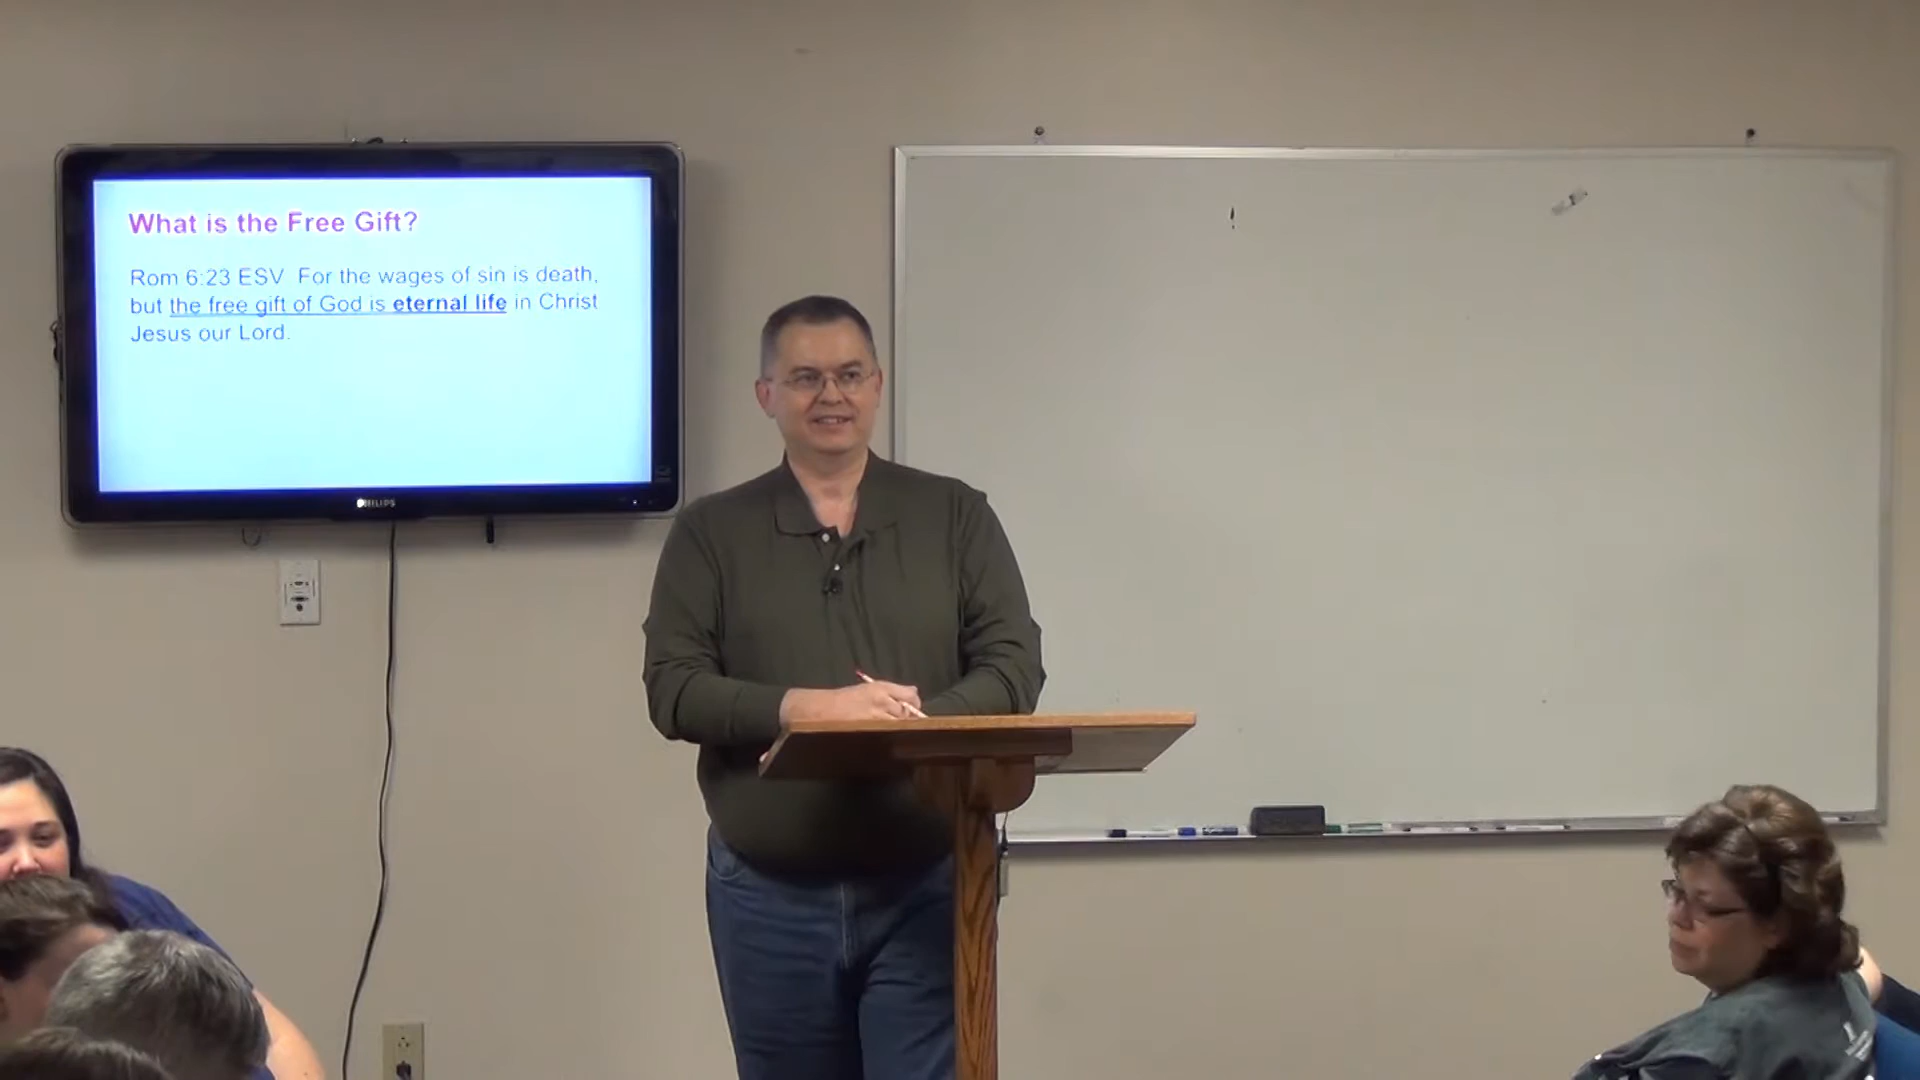 What is the Free Gift?
Rom 6:23 ESV  For the wages of sin is death,
but the free gift of God is eternal life in Christ
Jesus our Lord.
PHILIPS